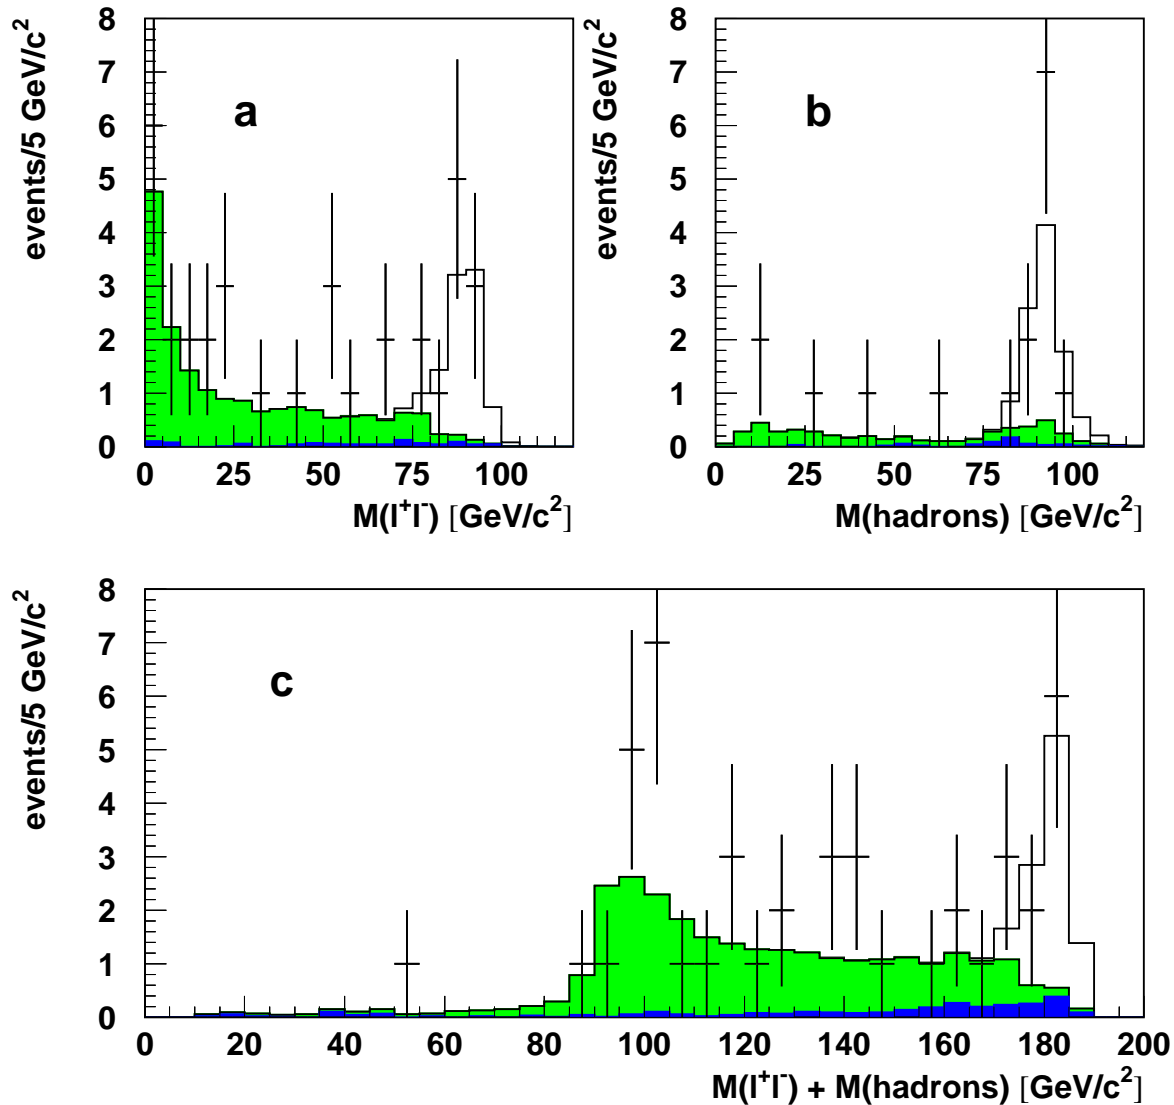 events/5 GeV/c²
8
7
6
5
4
3
2
1
0
a
0 25 50 75 100
M(l⁺l⁻) [GeV/c²]
events/5 GeV/c²
8
7
6
5
4
3
2
1
0
b
0 25 50 75 100
M(hadrons) [GeV/c²]
events/5 GeV/c²
8
7
6
5
4
3
2
1
0
c
0 20 40 60 80 100 120 140 160 180 200
M(l⁺l⁻) + M(hadrons) [GeV/c²]